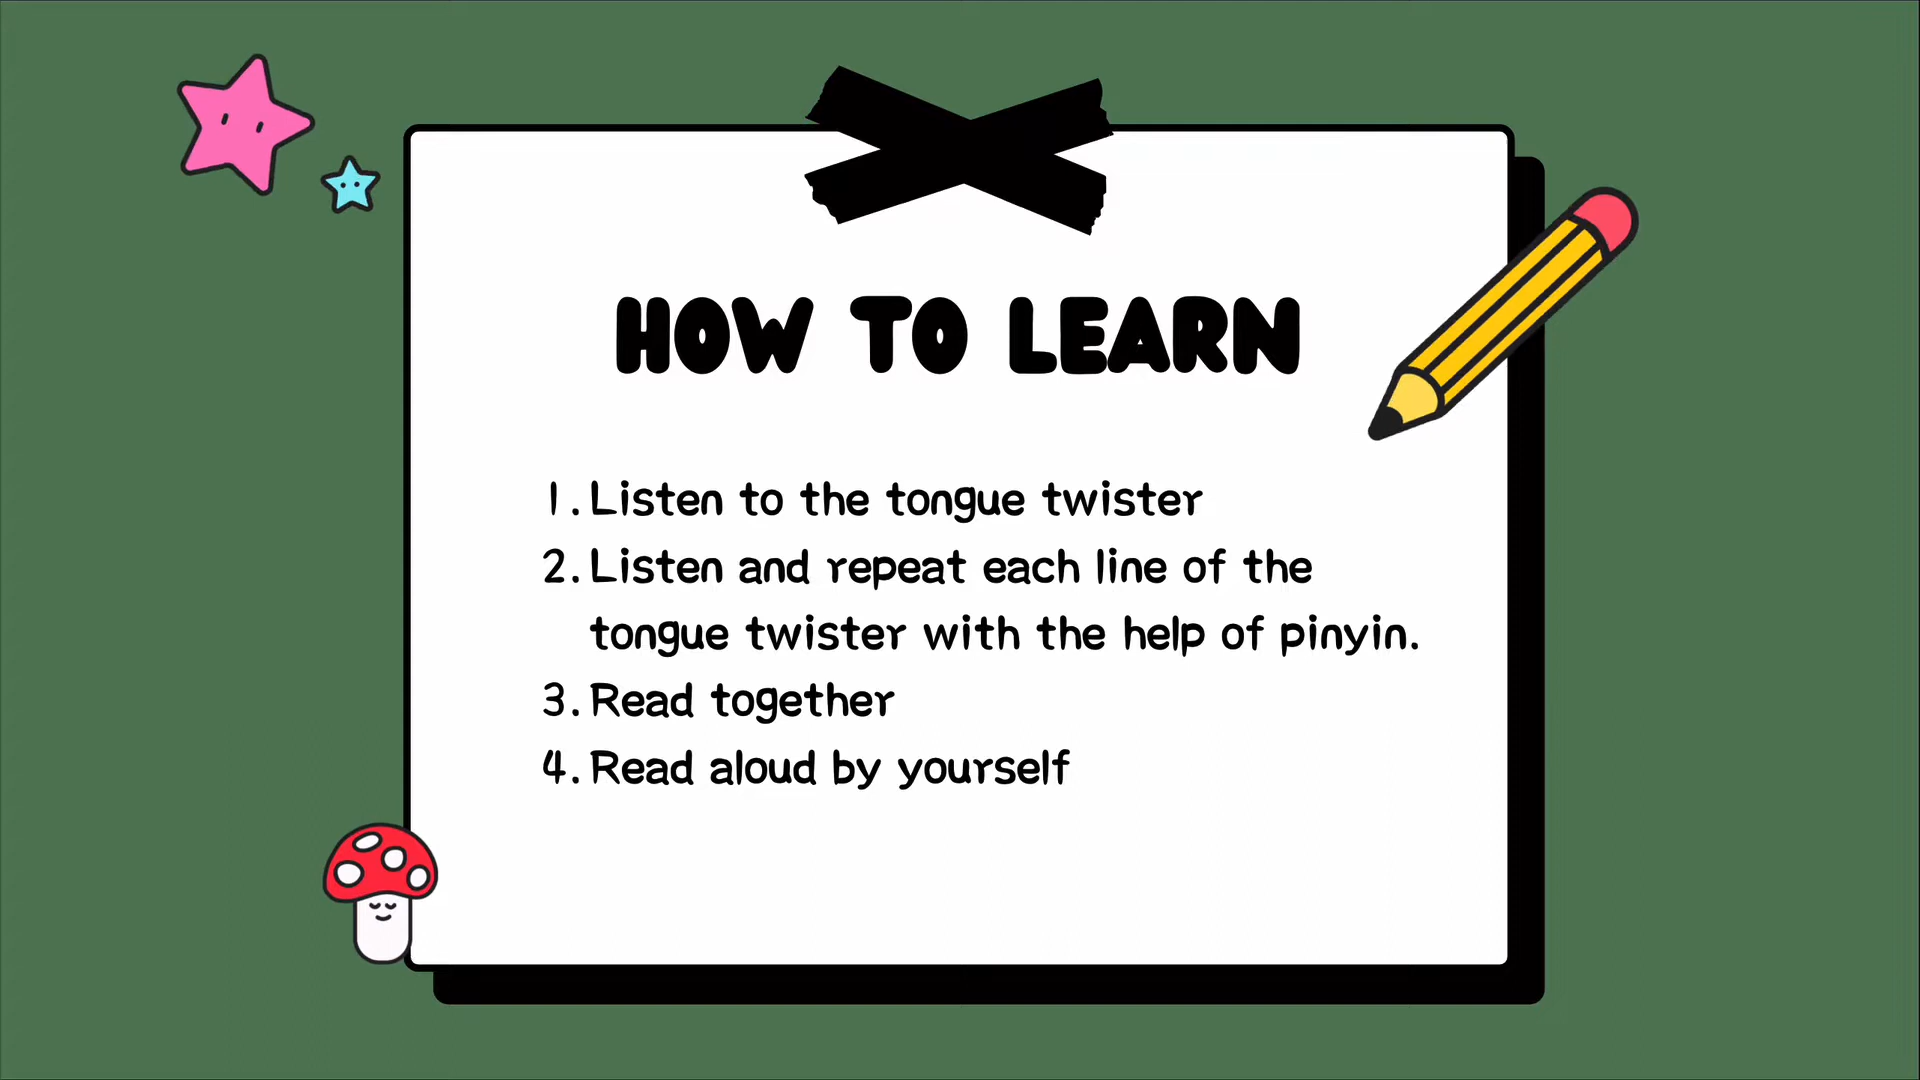 HOW TO LEARN
1. Listen to the tongue twister
2. Listen and repeat each line of the
tongue twister with the help of pinyin.
3. Read together
4. Read aloud by yourself